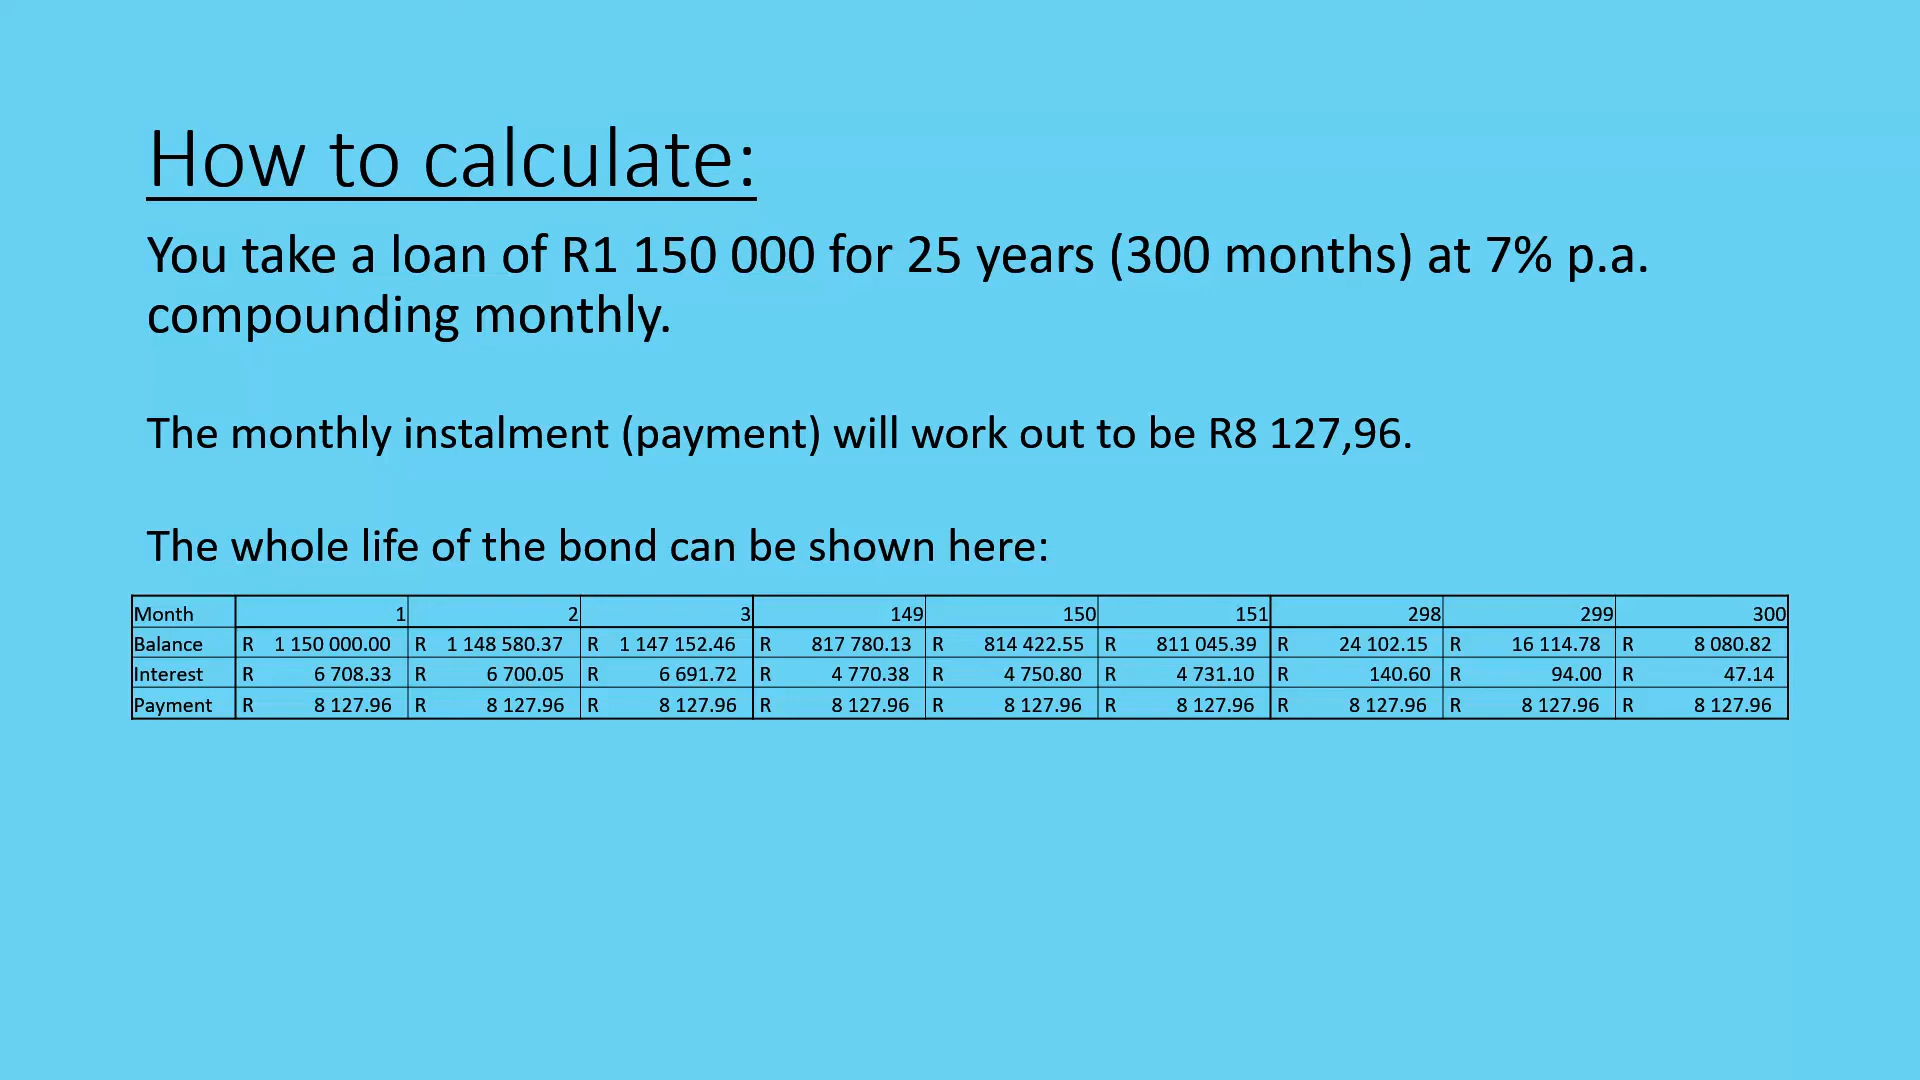 How to calculate:
You take a loan of R1 150 000 for 25 years (300 months) at 7% p.a.
compounding monthly.
The monthly instalment (payment) will work out to be R8 127,96.
The whole life of the bond can be shown here:
Month 1 2 3 149 150 151 298 299 300
Balance R 1 150 000.00 R 1 148 580.37 R 1 147 152.46 R 817 780.13 R 814 422.55 R 811 045.39 R 24 102.15 R 16 114.78 R 8 080.82
Interest R 6 708.33 R 6 700.05 R 6 691.72 R 4 770.38 R 4 750.80 R 4 731.10 R 140.60 R 94.00 R 47.14
Payment R 8 127.96 R 8 127.96 R 8 127.96 R 8 127.96 R 8 127.96 R 8 127.96 R 8 127.96 R 8 127.96 R 8 127.96